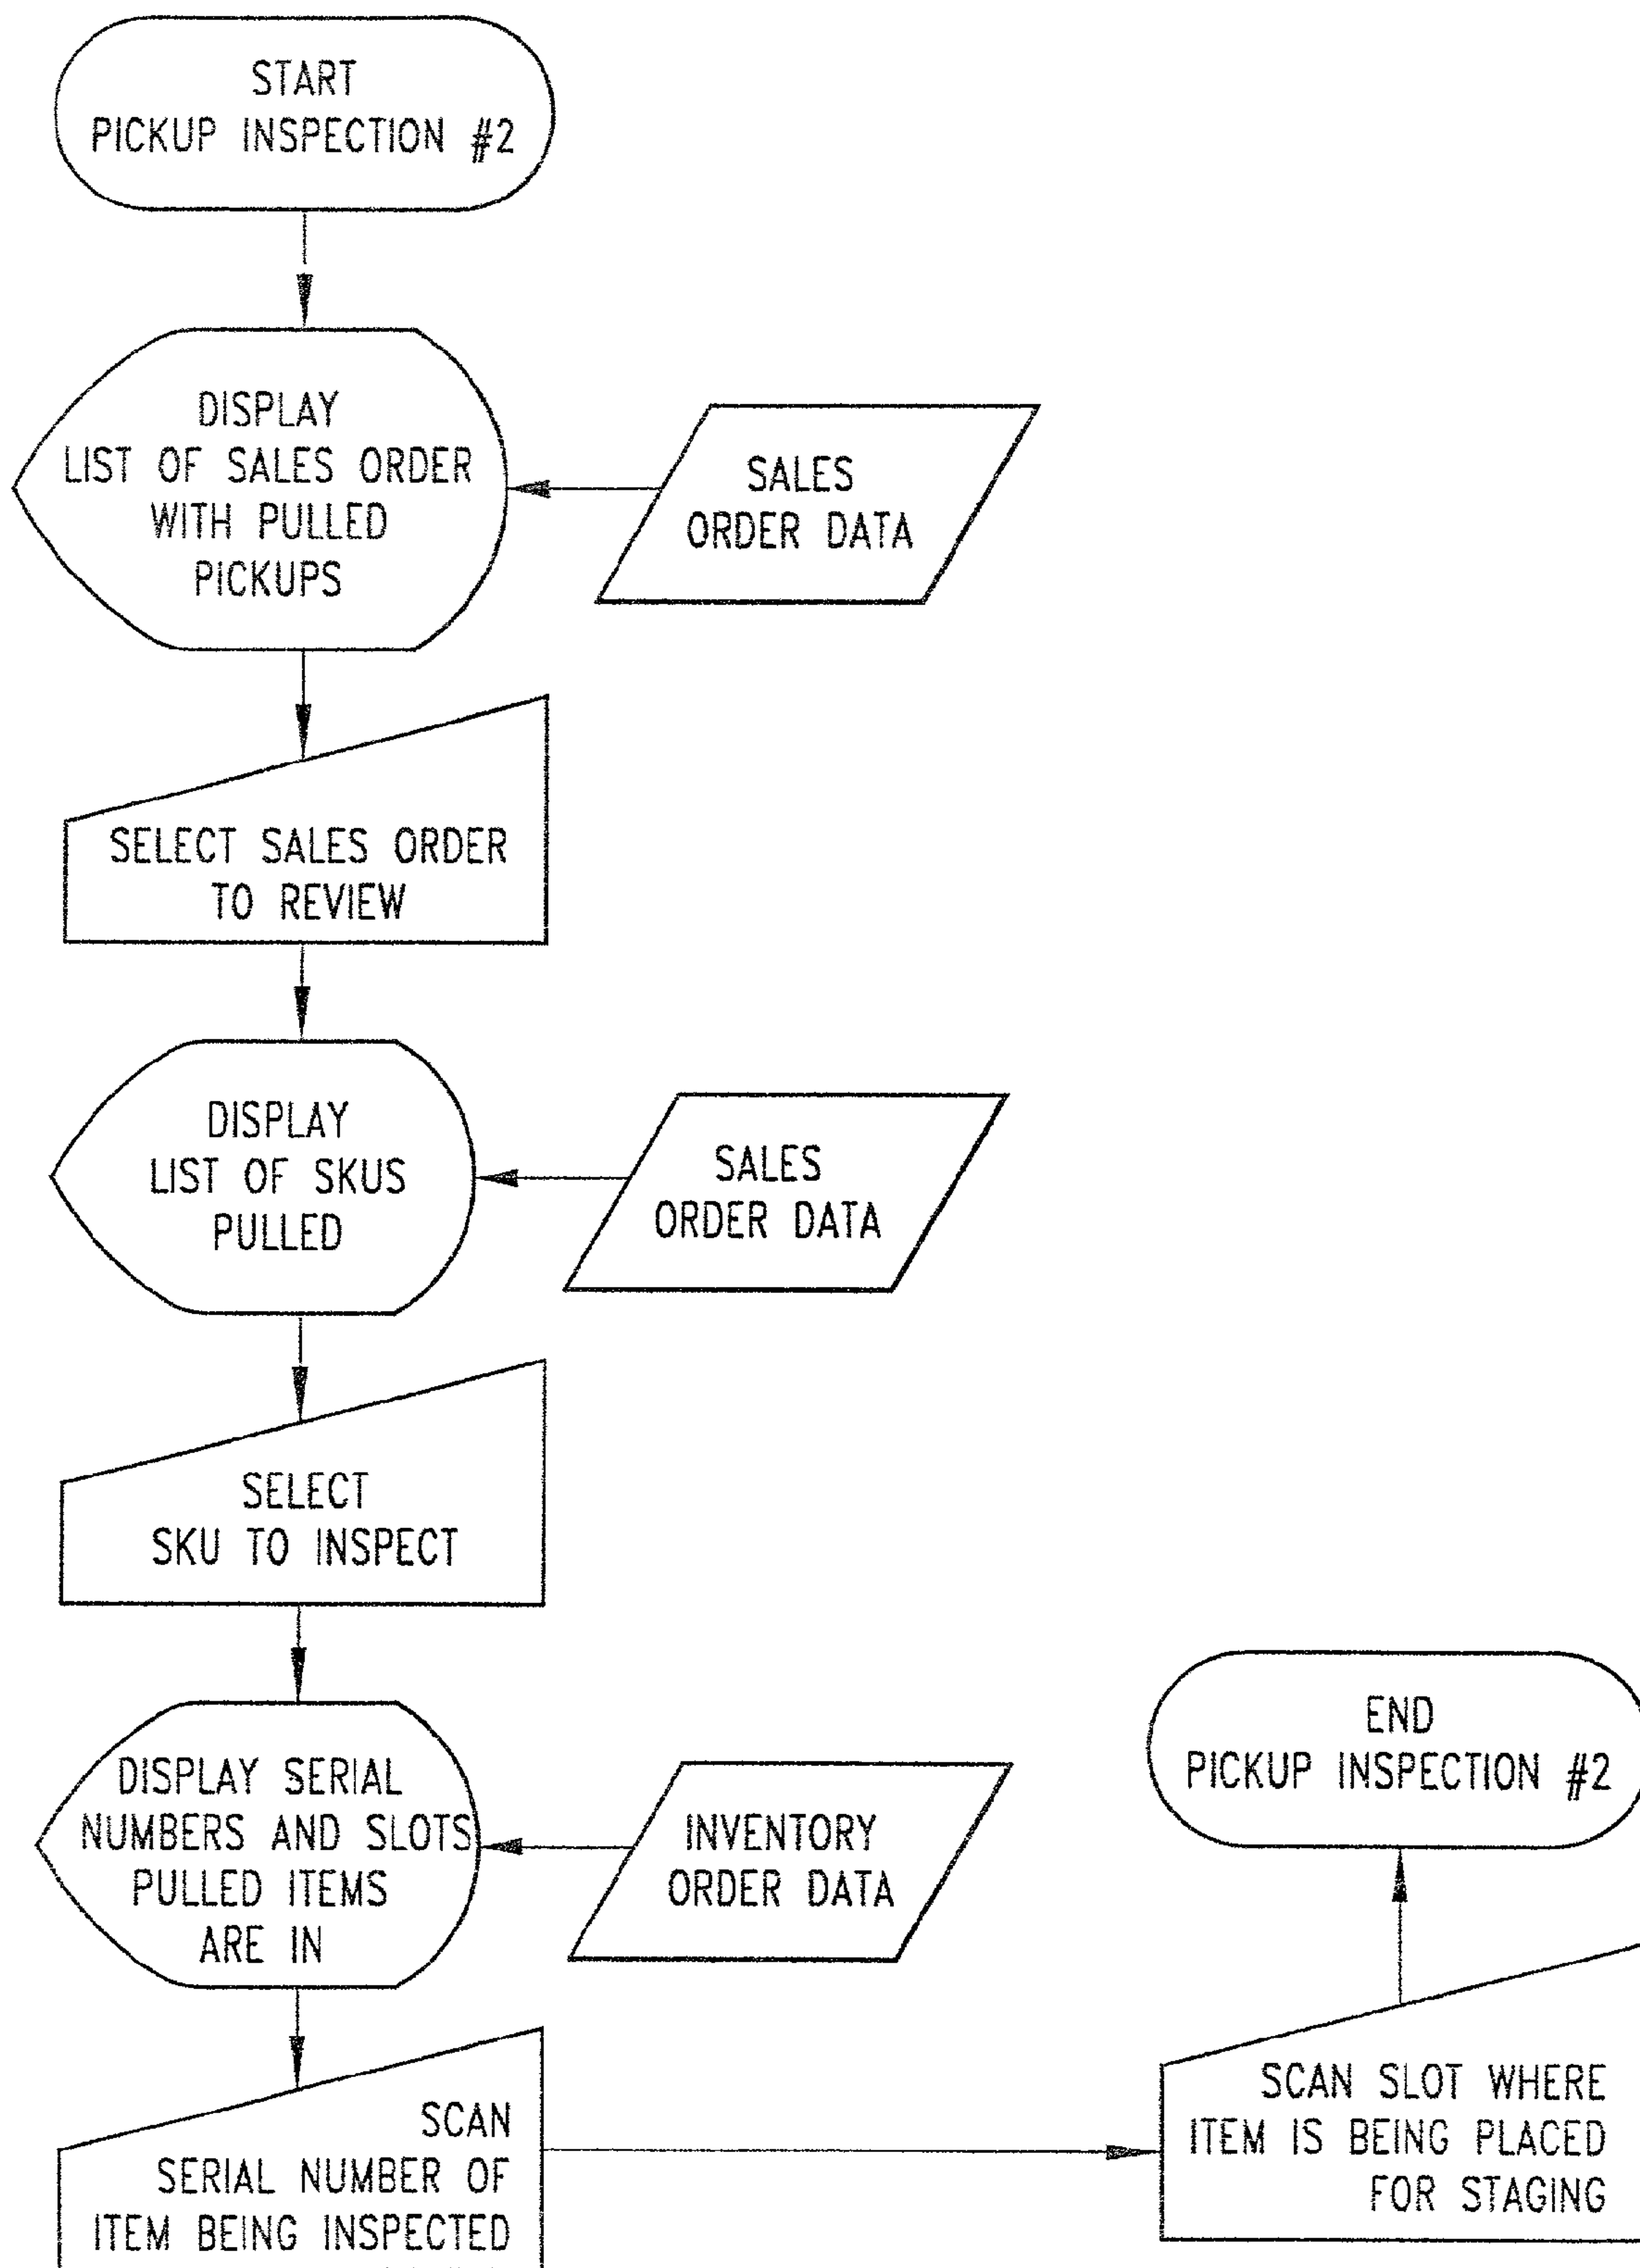 START
PICKUP INSPECTION #2
DISPLAY
LIST OF SALES ORDER
WITH PULLED
PICKUPS
SALES
ORDER DATA
SELECT SALES ORDER
TO REVIEW
DISPLAY
LIST OF SKUS
PULLED
SALES
ORDER DATA
SELECT
SKU TO INSPECT
DISPLAY SERIAL
NUMBERS AND SLOTS
PULLED ITEMS
ARE IN
INVENTORY
ORDER DATA
END
PICKUP INSPECTION #2
SCAN
SERIAL NUMBER OF
ITEM BEING INSPECTED
SCAN SLOT WHERE
ITEM IS BEING PLACED
FOR STAGING